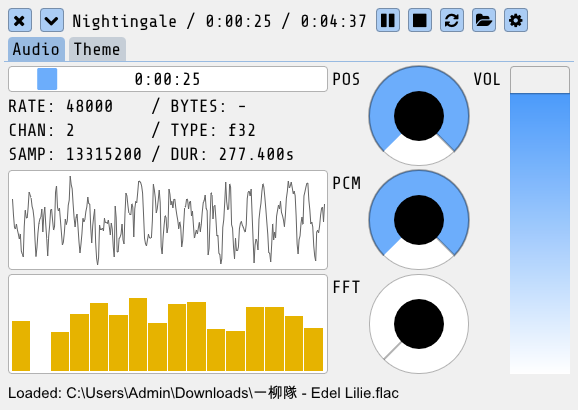 Nightingale / 0:00:25 / 0:04:37
Audio Theme
0:00:25 POS VOL
RATE: 48000 / BYTES: -
CHAN: 2 / TYPE: f32
SAMP: 13315200 / DUR: 277.400s
PCM
FFT
Loaded: C:\Users\Admin\Downloads\一柳隊 - Edel Lilie.flac